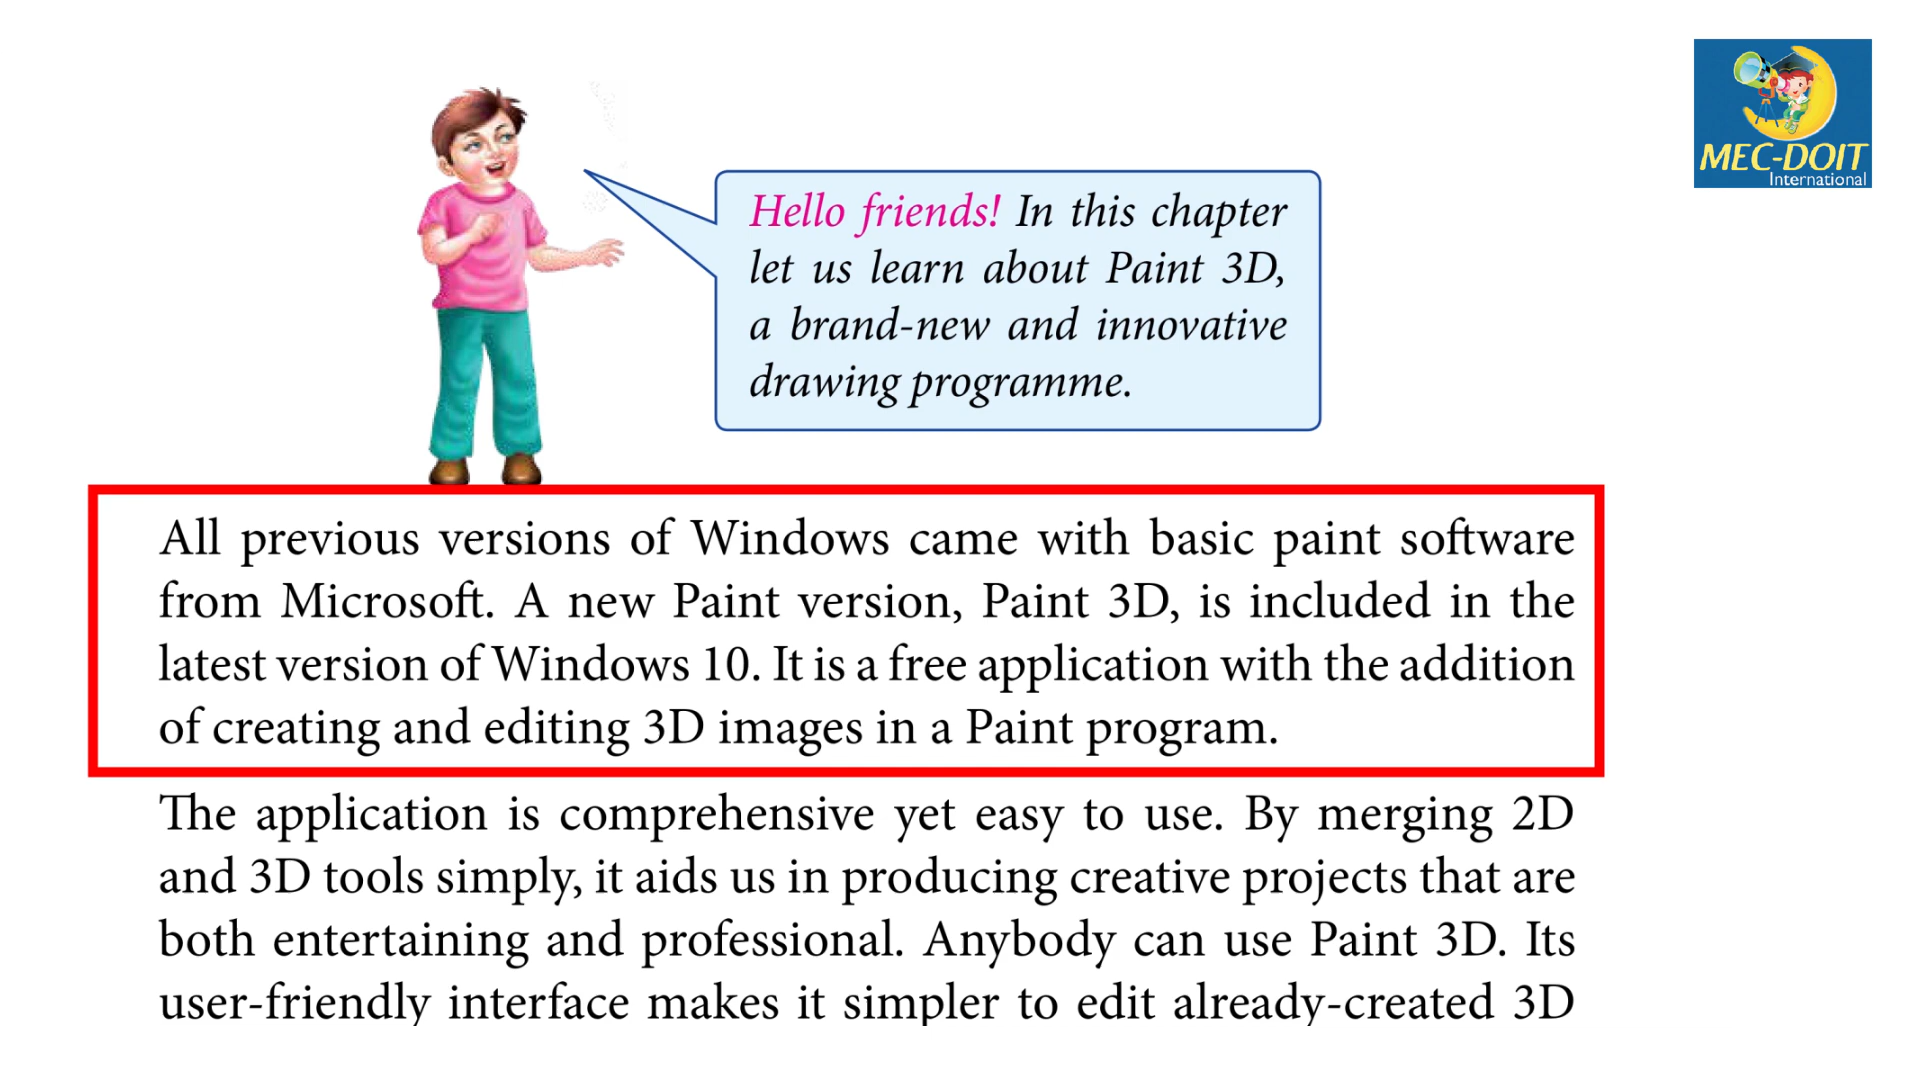 MEC-DOIT
International
Hello friends! In this chapter
let us learn about Paint 3D,
a brand-new and innovative
drawing programme.
All previous versions of Windows came with basic paint software
from Microsoft. A new Paint version, Paint 3D, is included in the
latest version of Windows 10. It is a free application with the addition
of creating and editing 3D images in a Paint program.
The application is comprehensive yet easy to use. By merging 2D
and 3D tools simply, it aids us in producing creative projects that are
both entertaining and professional. Anybody can use Paint 3D. Its
user-friendly interface makes it simpler to edit already-created 3D